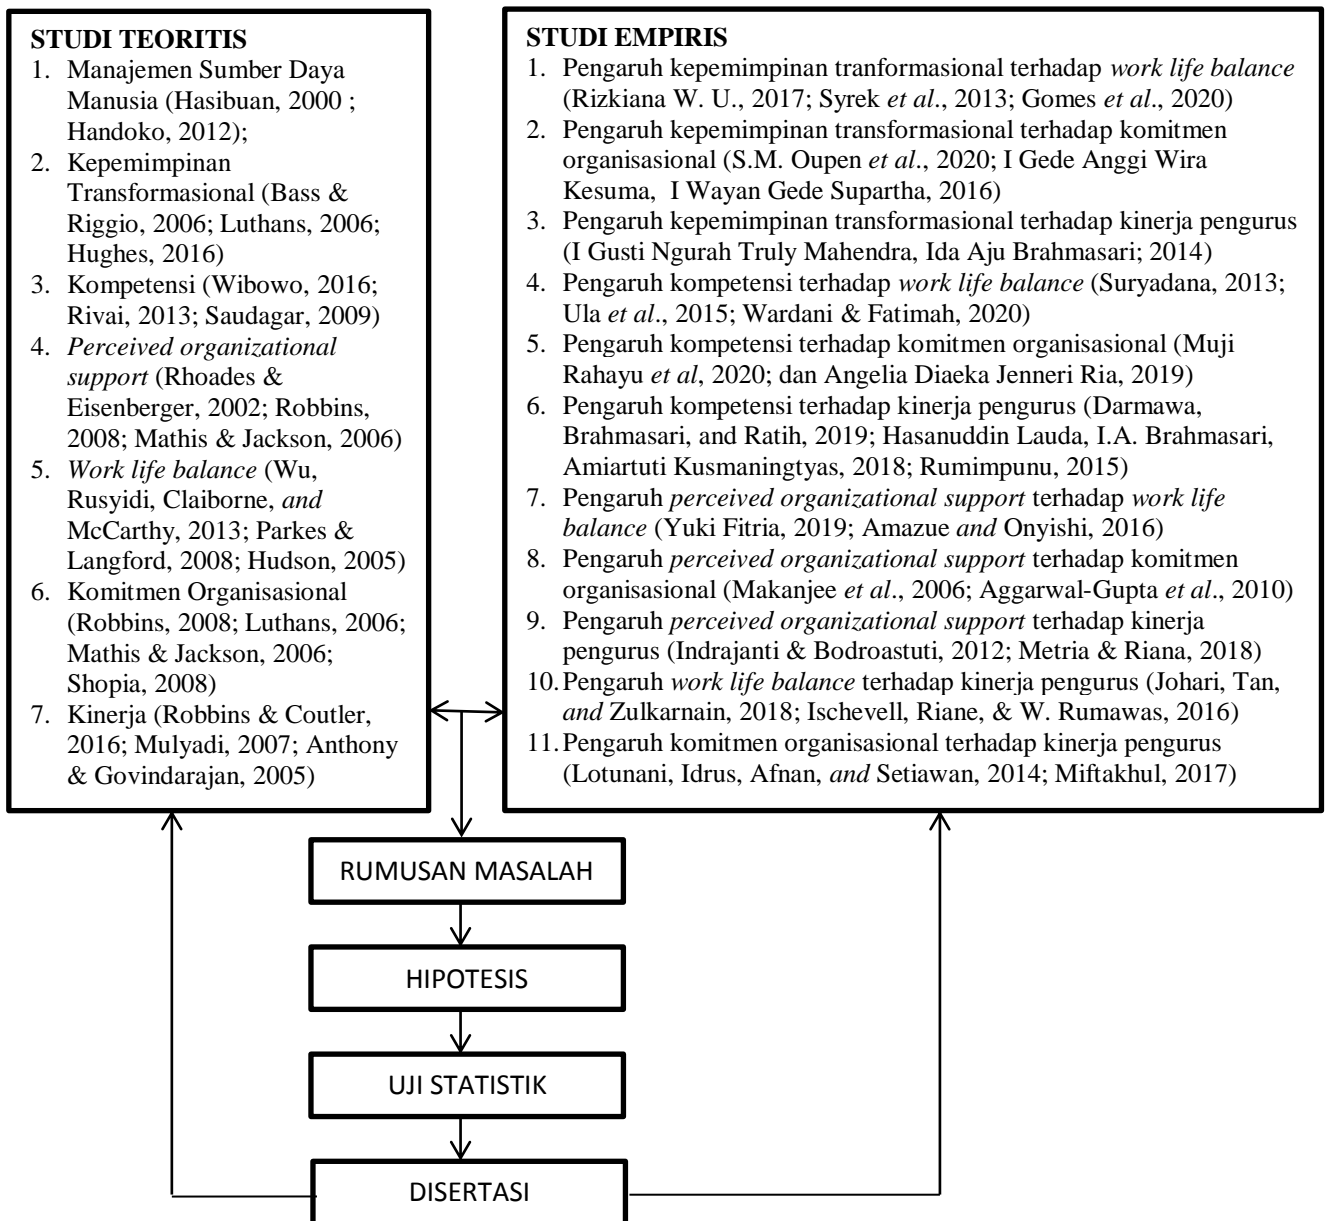 STUDI TEORITIS
1. Manajemen Sumber Daya
Manusia (Hasibuan, 2000 ;
Handoko, 2012);
2. Kepemimpinan
Transformasional (Bass &
Riggio, 2006; Luthans, 2006;
Hughes, 2016)
3. Kompetensi (Wibowo, 2016;
Rivai, 2013; Saudagar, 2009)
4. Perceived organizational
support (Rhoades &
Eisenberger, 2002; Robbins,
2008; Mathis & Jackson, 2006)
5. Work life balance (Wu,
Rusyidi, Claiborne, and
McCarthy, 2013; Parkes &
Langford, 2008; Hudson, 2005)
6. Komitmen Organisasional
(Robbins, 2008; Luthans, 2006;
Mathis & Jackson, 2006;
Shopia, 2008)
7. Kinerja (Robbins & Coutler,
2016; Mulyadi, 2007; Anthony
& Govindarajan, 2005)
STUDI EMPIRIS
1. Pengaruh kepemimpinan tranformasional terhadap work life balance
(Rizkiana W. U., 2017; Syrek et al., 2013; Gomes et al., 2020)
2. Pengaruh kepemimpinan transformasional terhadap komitmen
organisasional (S.M. Oupen et al., 2020; I Gede Anggi Wira
Kesuma, I Wayan Gede Supartha, 2016)
3. Pengaruh kepemimpinan transformasional terhadap kinerja pengurus
(I Gusti Ngurah Truly Mahendra, Ida Aju Brahmasari; 2014)
4. Pengaruh kompetensi terhadap work life balance (Suryadana, 2013;
Ula et al., 2015; Wardani & Fatimah, 2020)
5. Pengaruh kompetensi terhadap komitmen organisasional (Muji
Rahayu et al, 2020; dan Angelia Diaeka Jenneri Ria, 2019)
6. Pengaruh kompetensi terhadap kinerja pengurus (Darmawa,
Brahmasari, and Ratih, 2019; Hasanuddin Lauda, I.A. Brahmasari,
Amiartuti Kusmaningtyas, 2018; Rumimpunu, 2015)
7. Pengaruh perceived organizational support terhadap work life
balance (Yuki Fitria, 2019; Amazue and Onyishi, 2016)
8. Pengaruh perceived organizational support terhadap komitmen
organisasional (Makanjee et al., 2006; Aggarwal-Gupta et al., 2010)
9. Pengaruh perceived organizational support terhadap kinerja
pengurus (Indrajanti & Bodroastuti, 2012; Metria & Riana, 2018)
10. Pengaruh work life balance terhadap kinerja pengurus (Johari, Tan,
and Zulkarnain, 2018; Ischevell, Riane, & W. Rumawas, 2016)
11. Pengaruh komitmen organisasional terhadap kinerja pengurus
(Lotunani, Idrus, Afnan, and Setiawan, 2014; Miftakhul, 2017)
RUMUSAN MASALAH
HIPOTESIS
UJI STATISTIK
DISERTASI